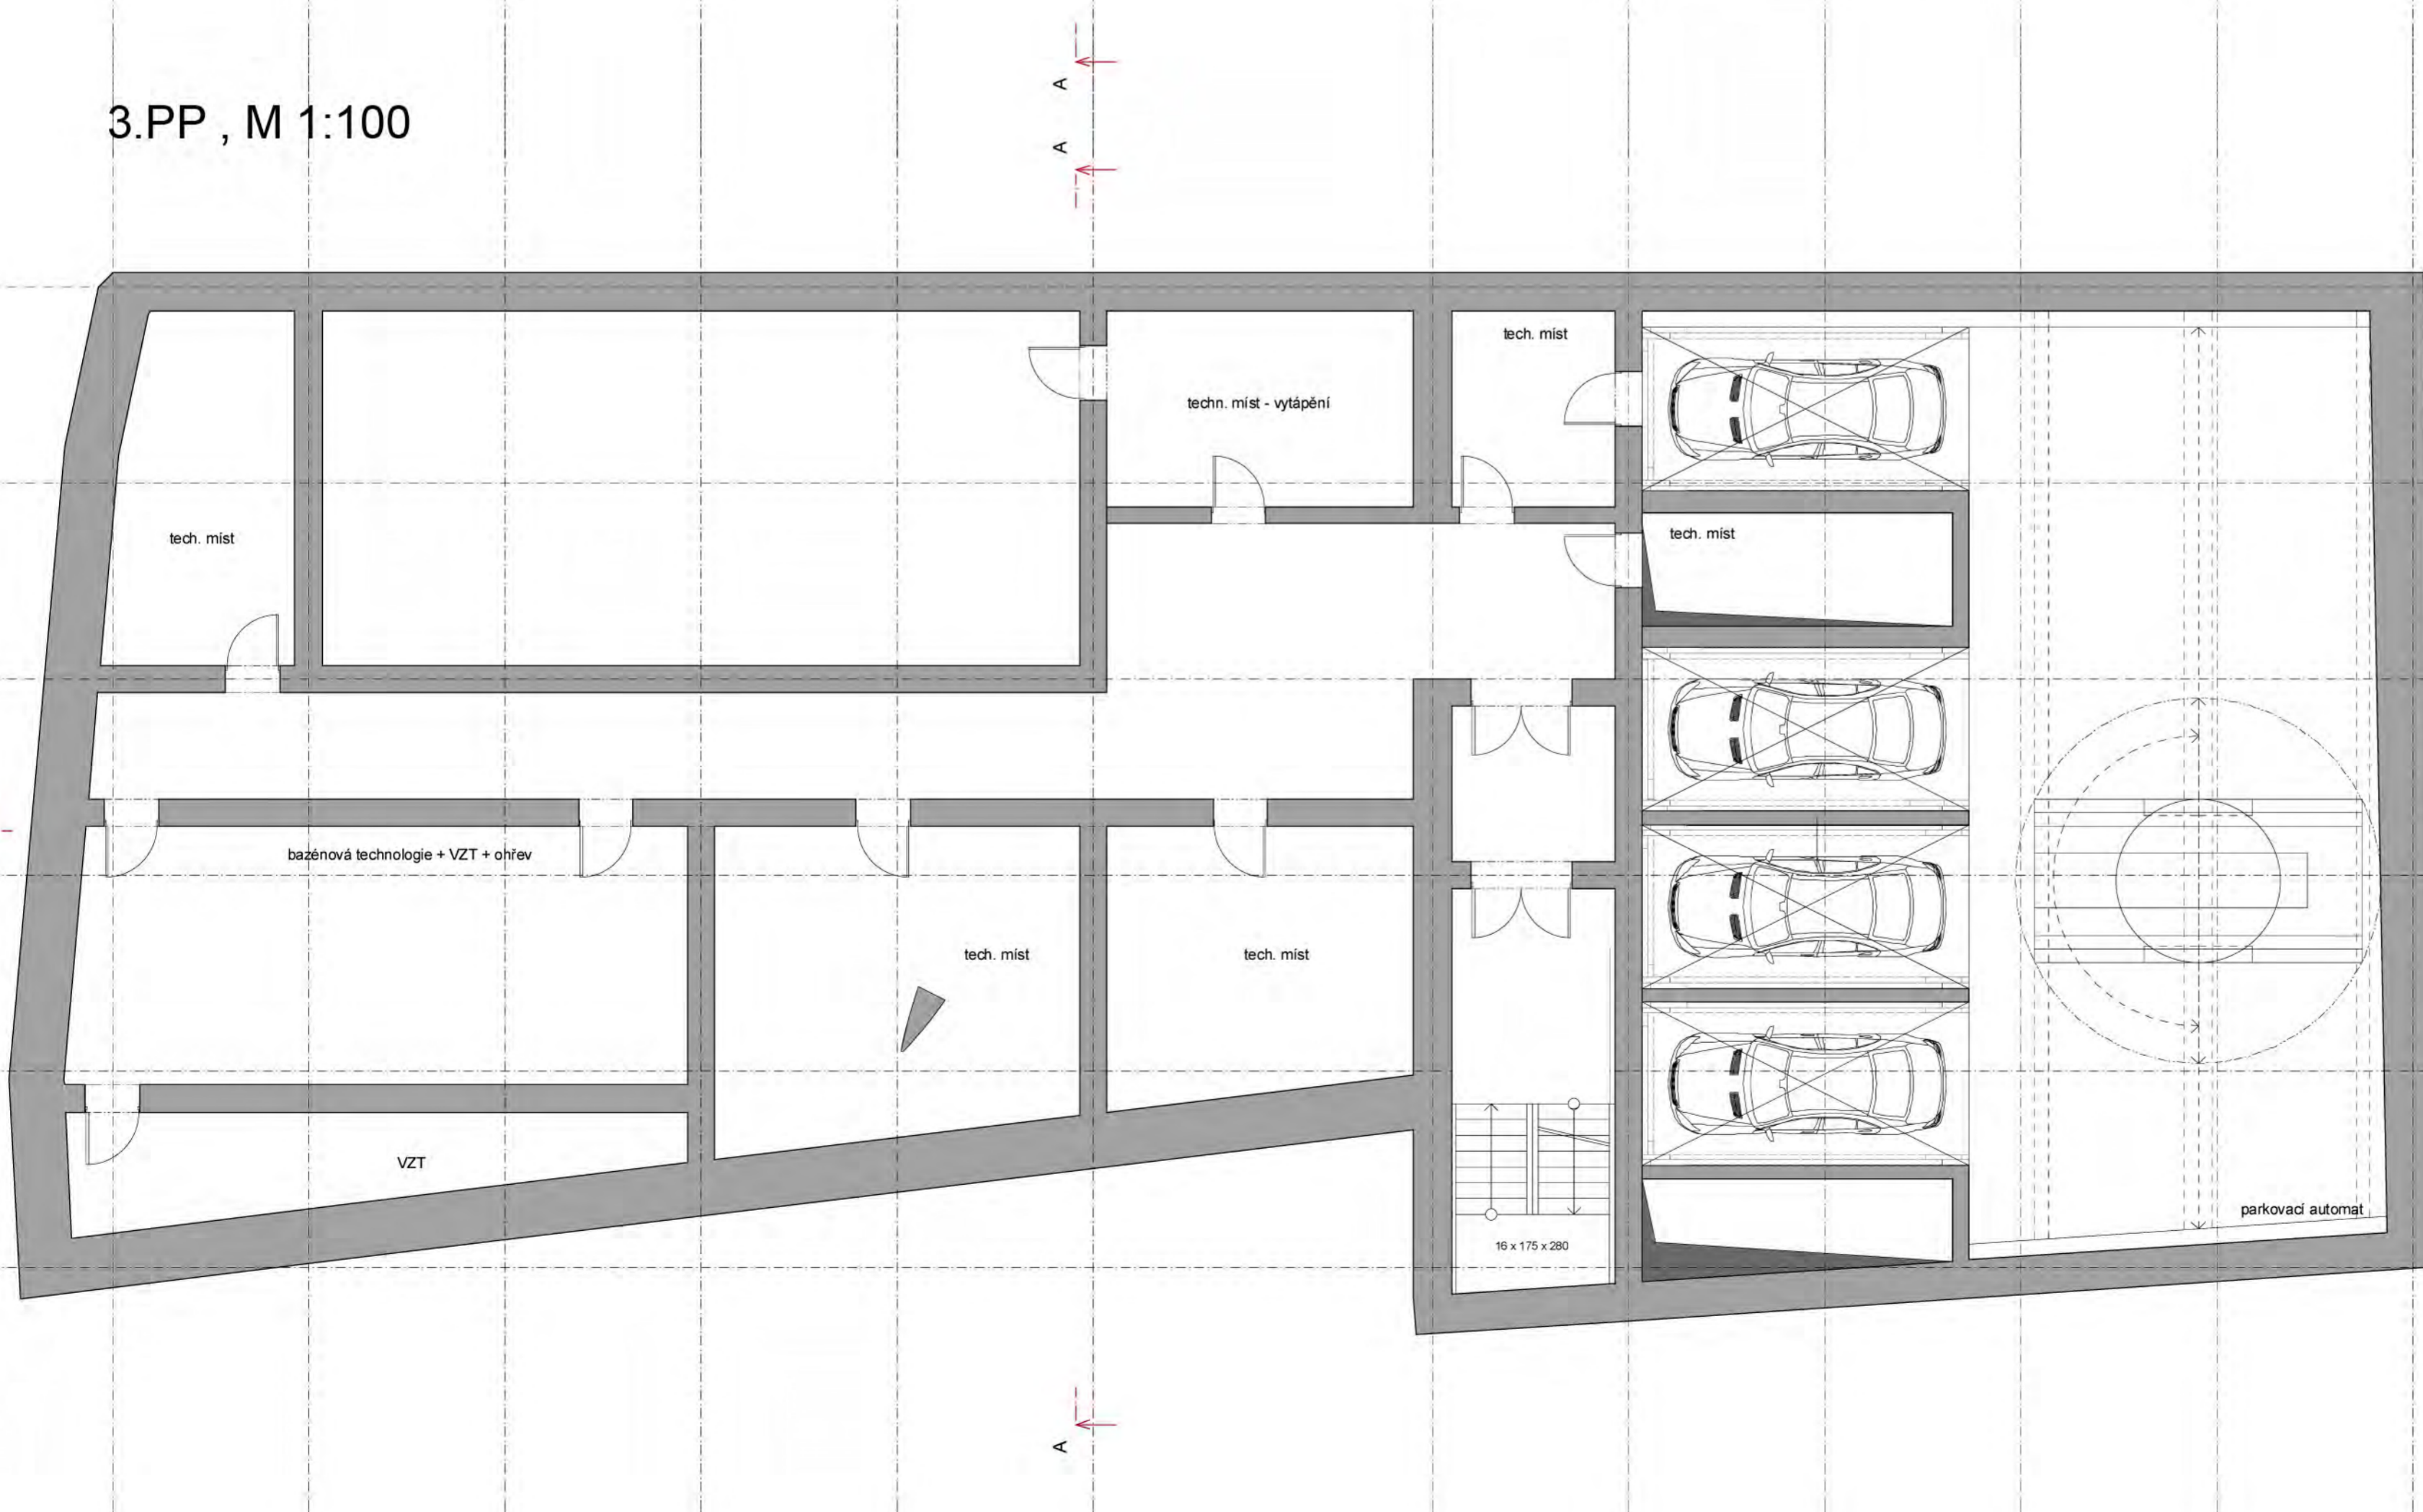 A
3.PP , M 1:100
A
tech. míst
techn. míst - vytápění
tech. míst
tech. míst
bazénová technologie + VZT + ohřev
tech. míst
tech. míst
VZT
parkovací automat
16 x 175 x 280
A